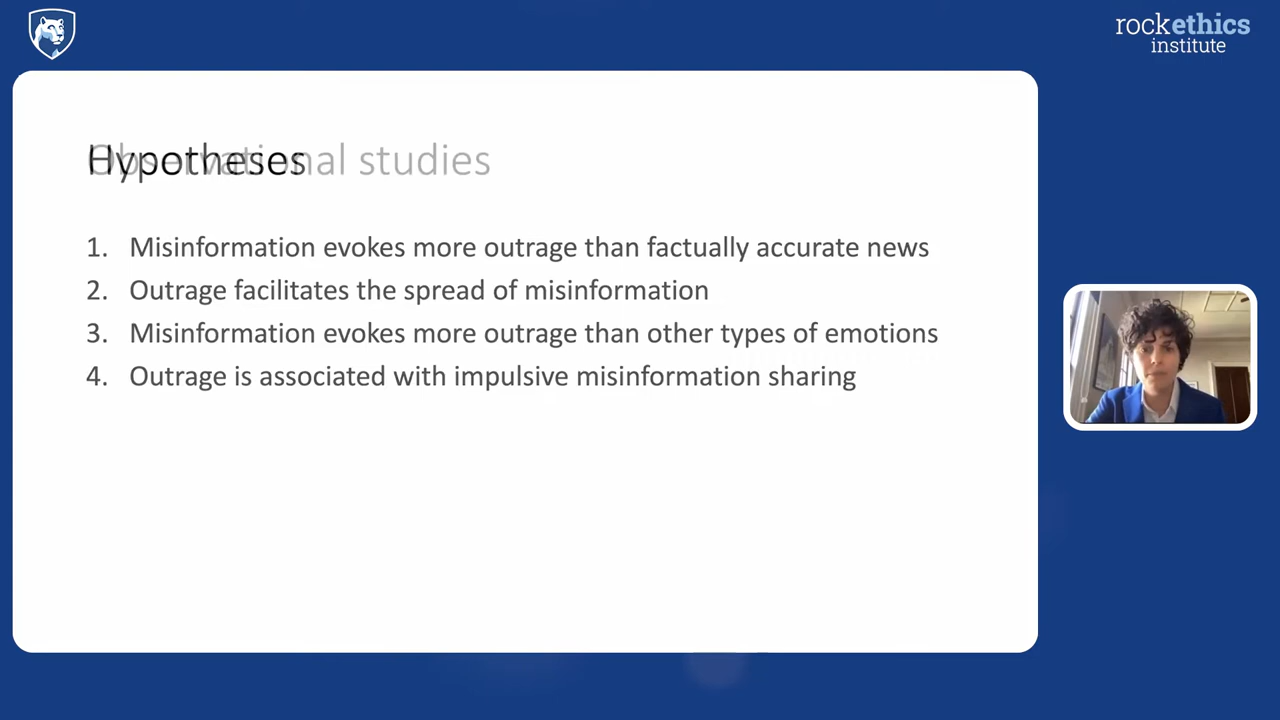 rockethics
institute
Hypotheses
Observational studies
1. Misinformation evokes more outrage than factually accurate news
2. Outrage facilitates the spread of misinformation
3. Misinformation evokes more outrage than other types of emotions
4. Outrage is associated with impulsive misinformation sharing